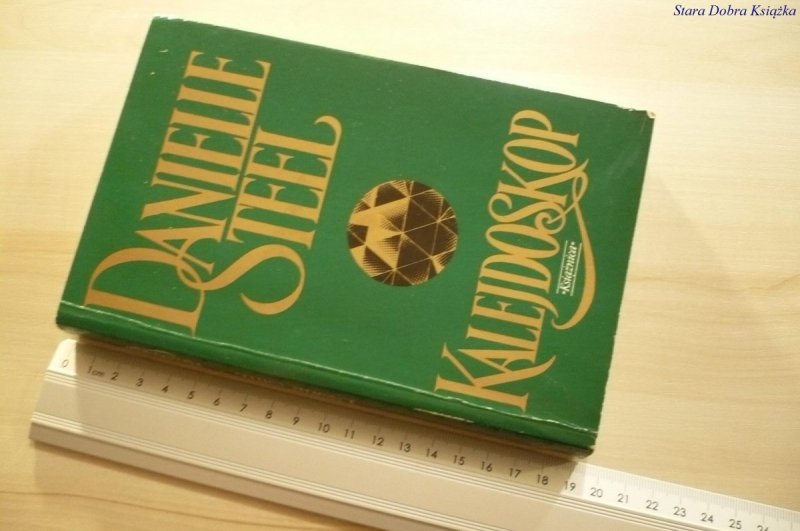 Stara Dobra Książka
DANIELLE
STEEL
KALEJDOSKOP
•Książnica•
0 1cm 2 3 4 5 6 7 8 9 10 11 12 13 14 15 16 17 18 19 20 21 22 23 24 25 26